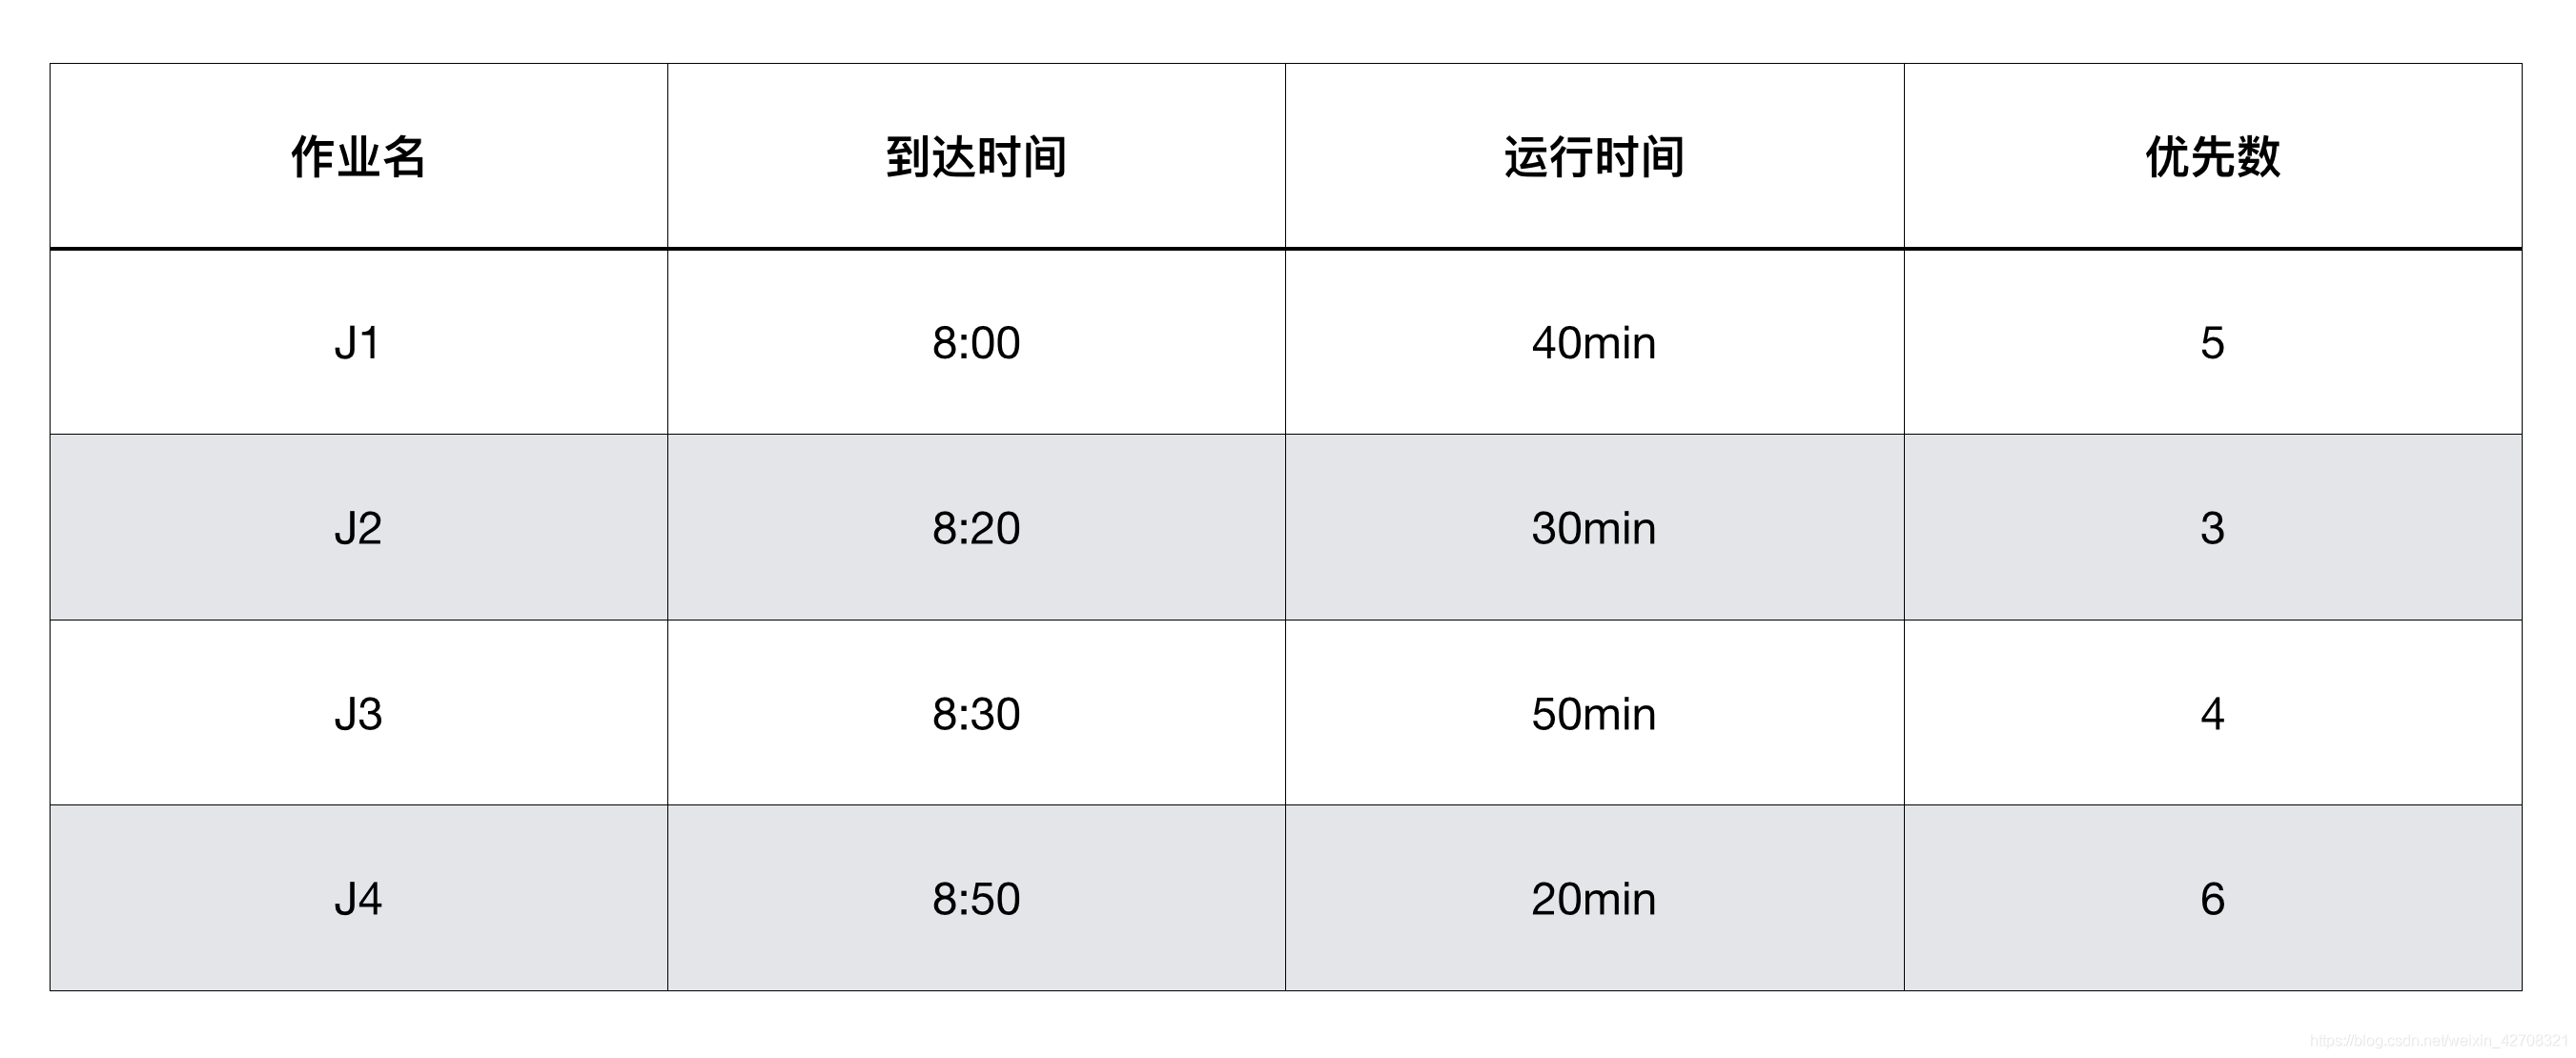 作业名 到达时间 运行时间 优先数
J1 8:00 40min 5
J2 8:20 30min 3
J3 8:30 50min 4
J4 8:50 20min 6
https://blog.csdn.net/weixin_42708321